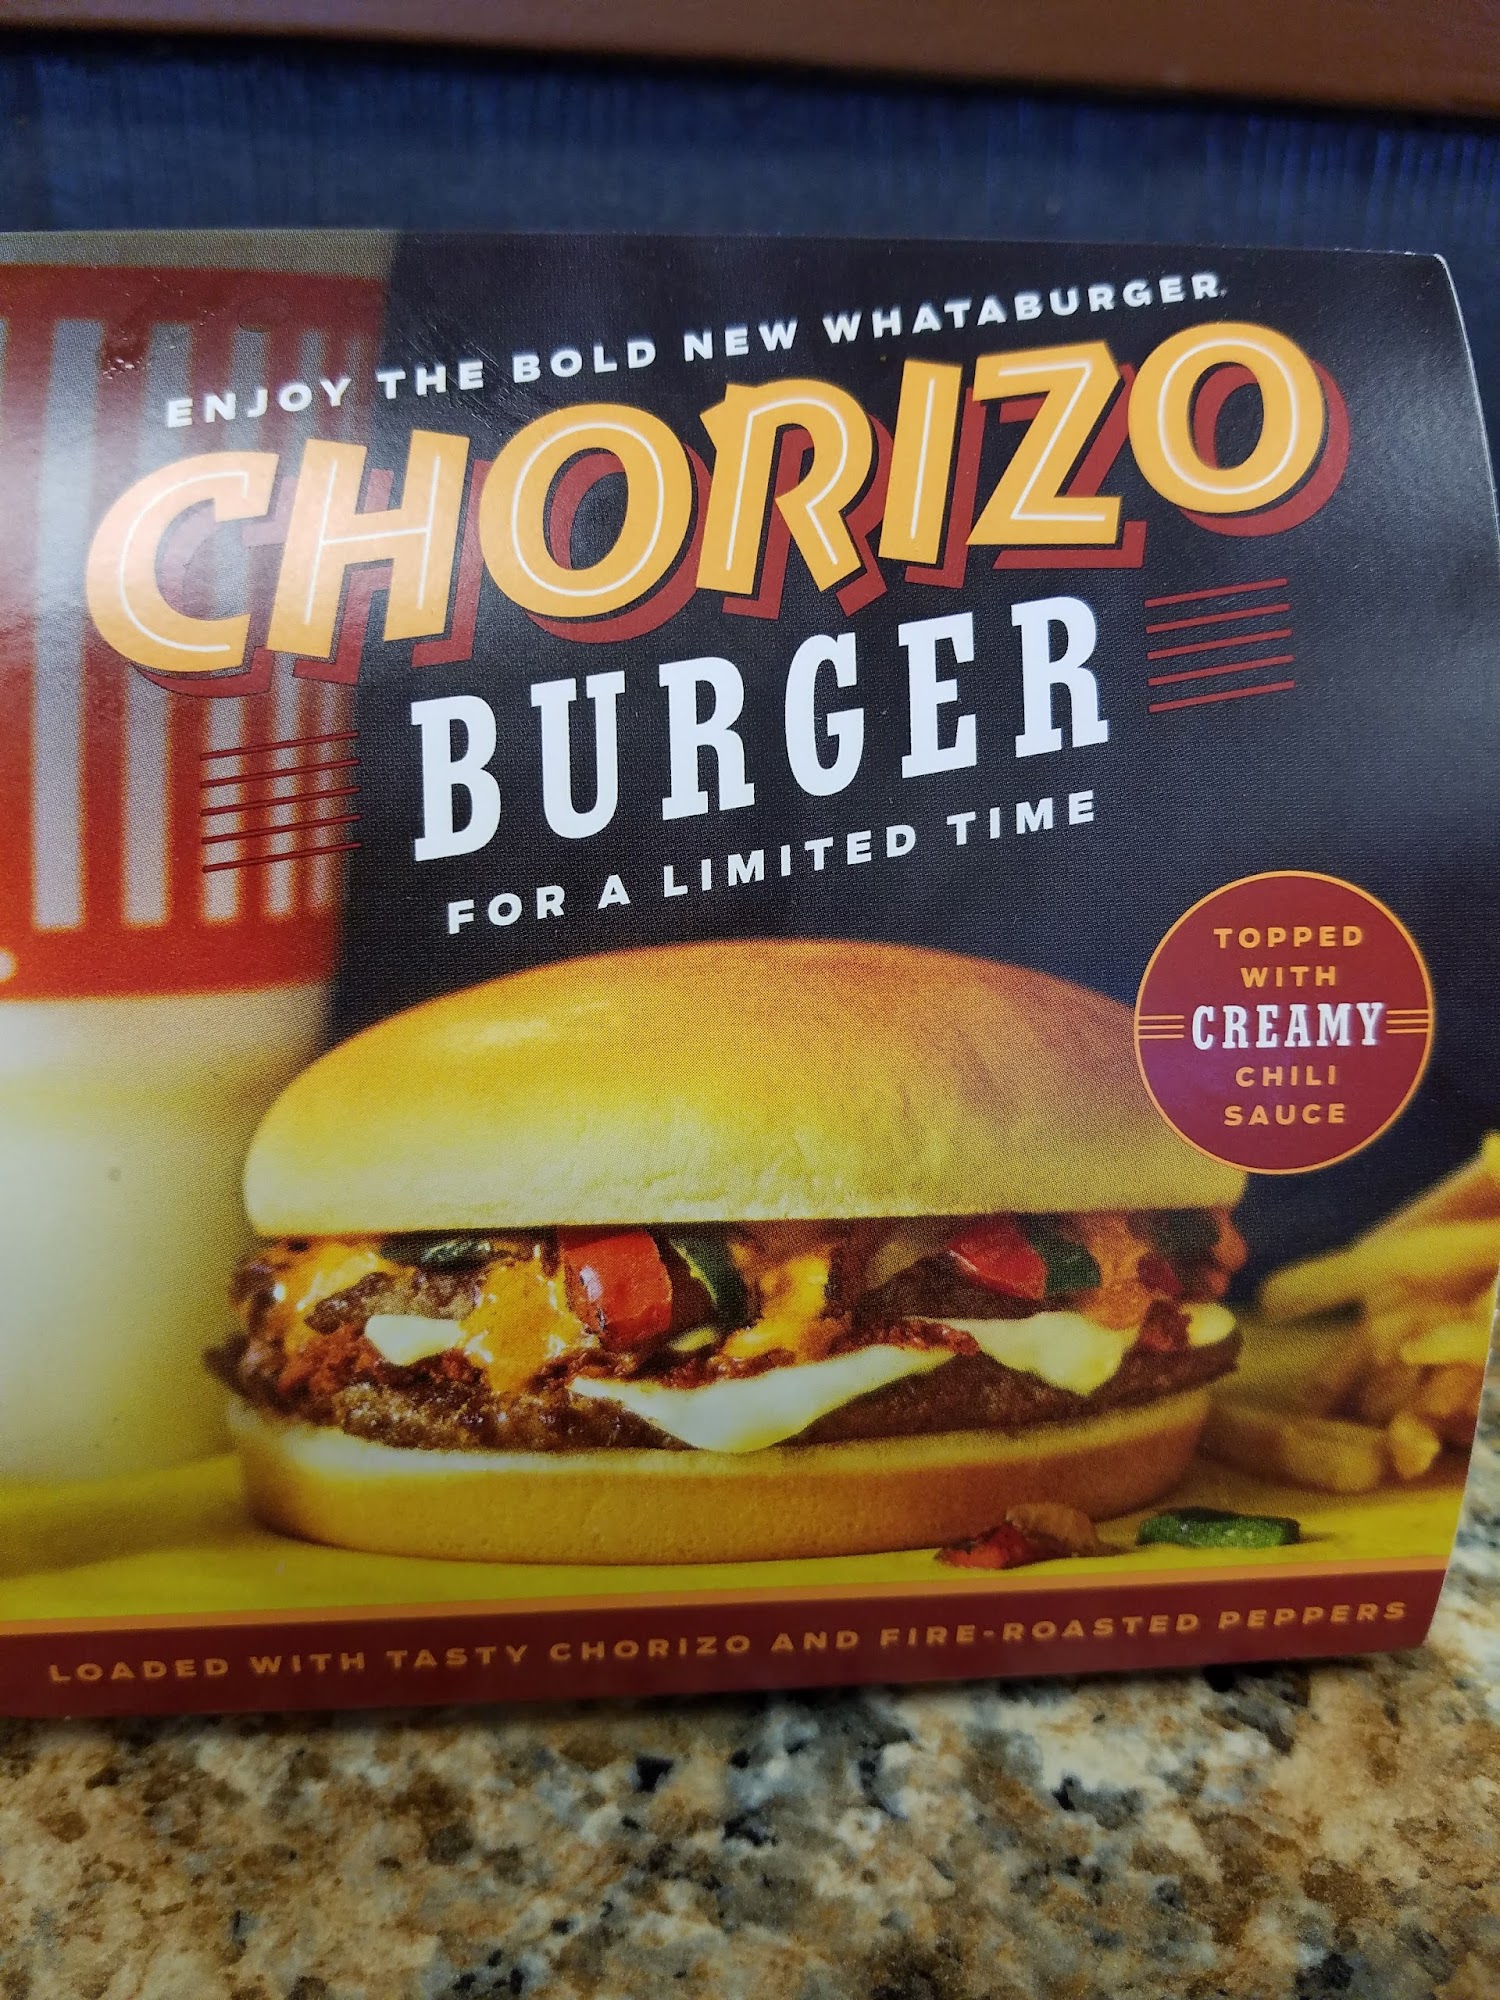 ENJOY THE BOLD NEW WHATABURGER
CHORIZO
BURGER
FOR A LIMITED TIME
TOPPED
WITH
CREAMY
CHILI
SAUCE
LOADED WITH TASTY CHORIZO AND FIRE-ROASTED PEPPERS